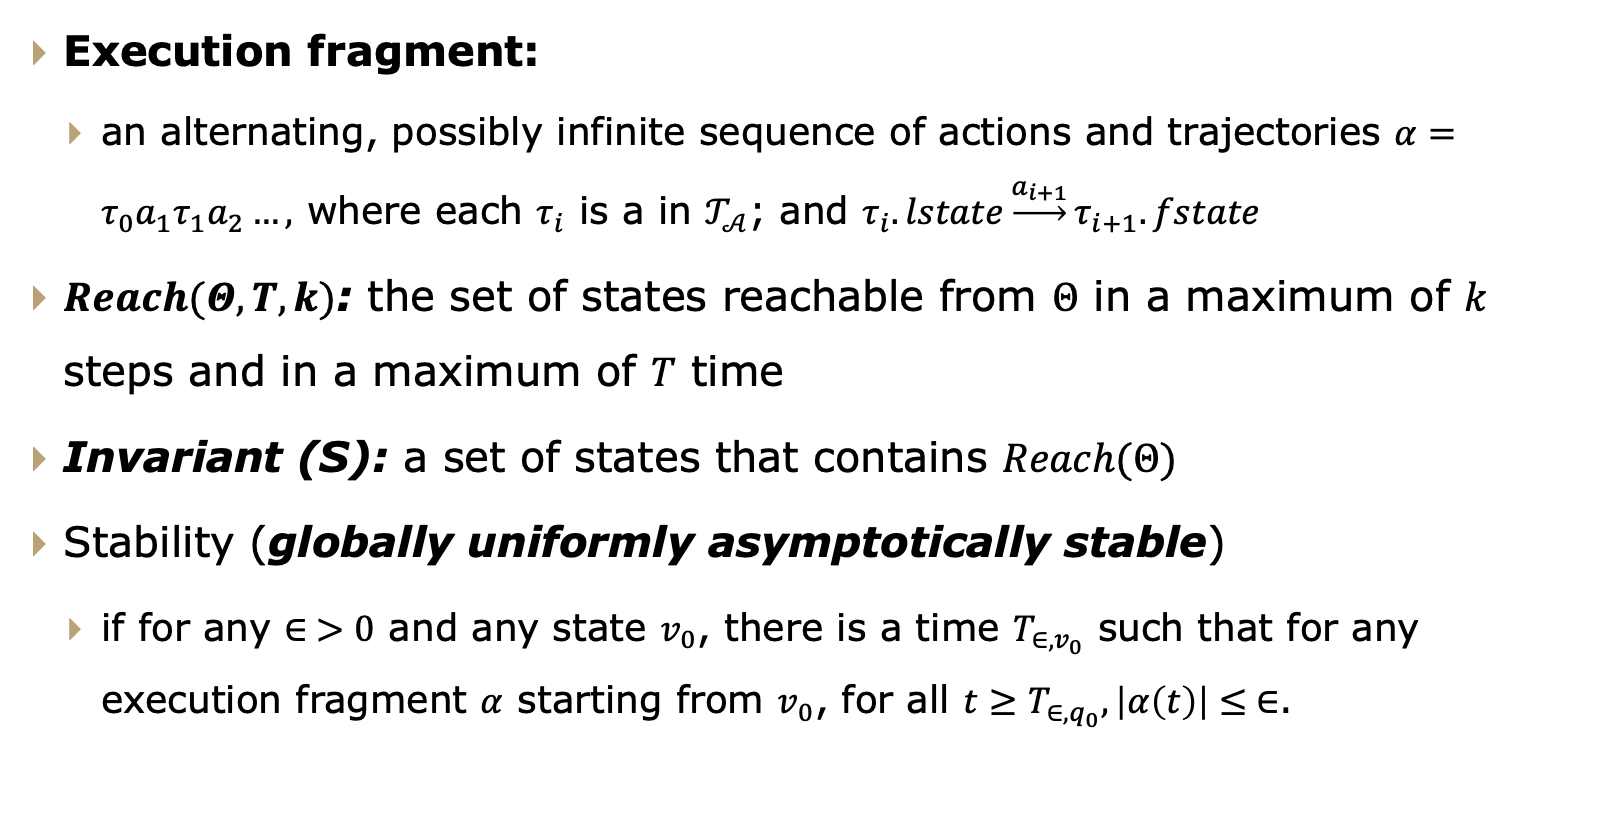 Execution fragment:
an alternating, possibly infinite sequence of actions and trajectories α =
τ₀a₁τ₁a₂ …, where each τᵢ is a in 𝒯_𝒜; and τᵢ.lstate →^{aᵢ₊₁} τᵢ₊₁.fstate
Reach(Θ,T,k): the set of states reachable from Θ in a maximum of k
steps and in a maximum of T time
Invariant (S): a set of states that contains Reach(Θ)
Stability (globally uniformly asymptotically stable)
if for any ∈ > 0 and any state v₀, there is a time T_{∈,v₀} such that for any
execution fragment α starting from v₀, for all t ≥ T_{∈,q₀}, |α(t)| ≤ ∈.